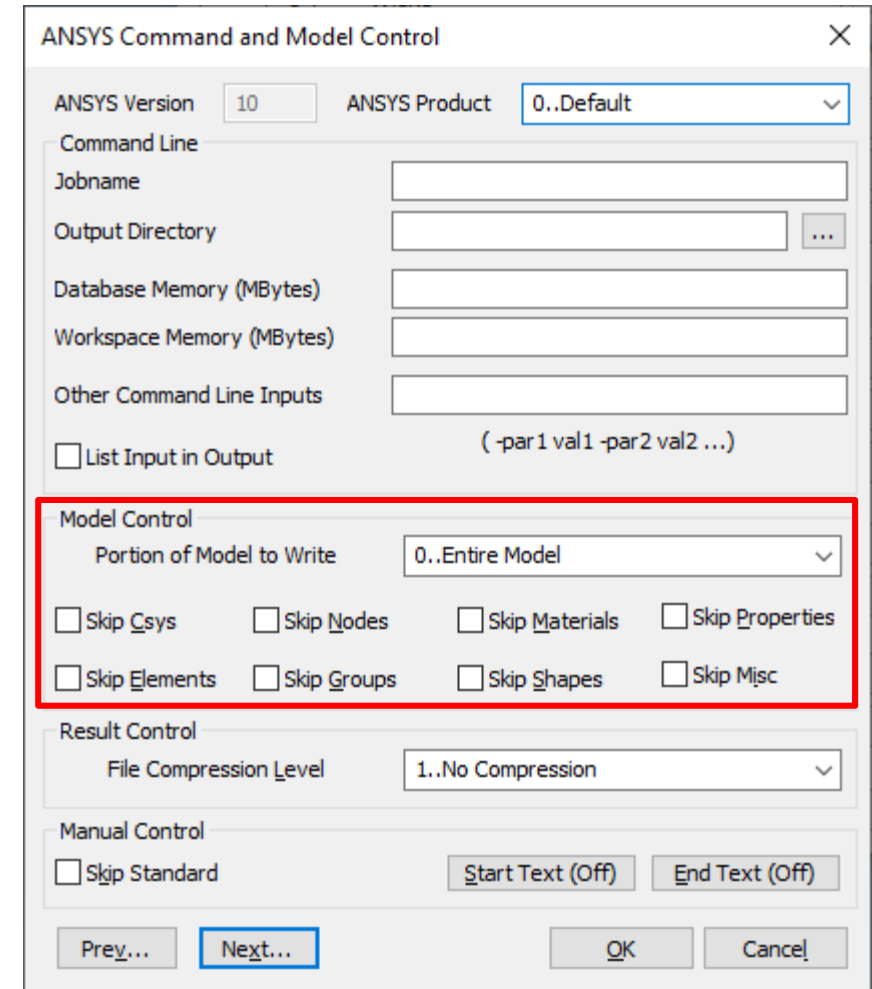 ANSYS Command and Model Control
ANSYS Version 10 ANSYS Product 0..Default
Command Line
Jobname
Output Directory ...
Database Memory (MBytes)
Workspace Memory (MBytes)
Other Command Line Inputs
( -par1 val1 -par2 val2 ...)
List Input in Output
Model Control
Portion of Model to Write 0..Entire Model
Skip Csys Skip Nodes Skip Materials Skip Properties
Skip Elements Skip Groups Skip Shapes Skip Misc
Result Control
File Compression Level 1..No Compression
Manual Control
Skip Standard Start Text (Off) End Text (Off)
Prev... Next... OK Cancel